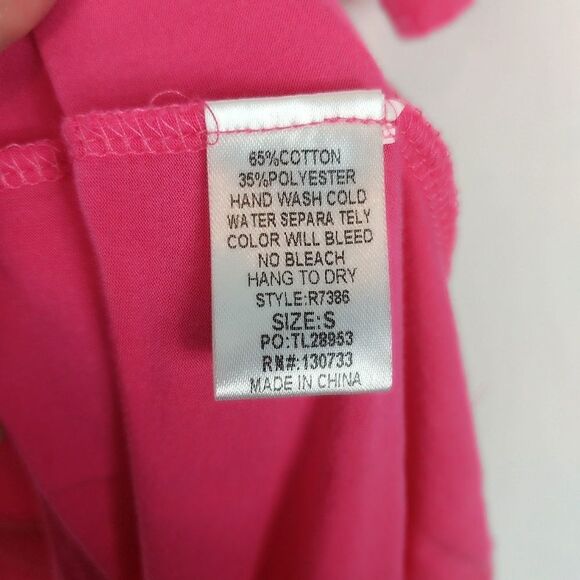 65%COTTON
35%POLYESTER
HAND WASH COLD
WATER SEPARA TELY
COLOR WILL BLEED
NO BLEACH
HANG TO DRY
STYLE:R7386
SIZE:S
PO:TL28953
RN#:130733
MADE IN CHINA